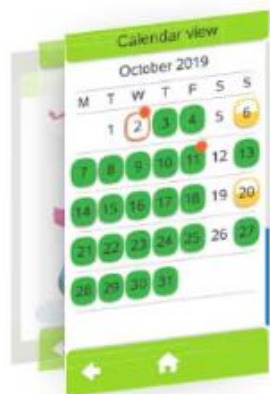 Calendar view
October 2019
M T W T F S S
1 2 3 4 5 6
7 8 9 10 11 12 13
14 15 16 17 18 19 20
21 22 23 24 25 26 27
28 29 30 31